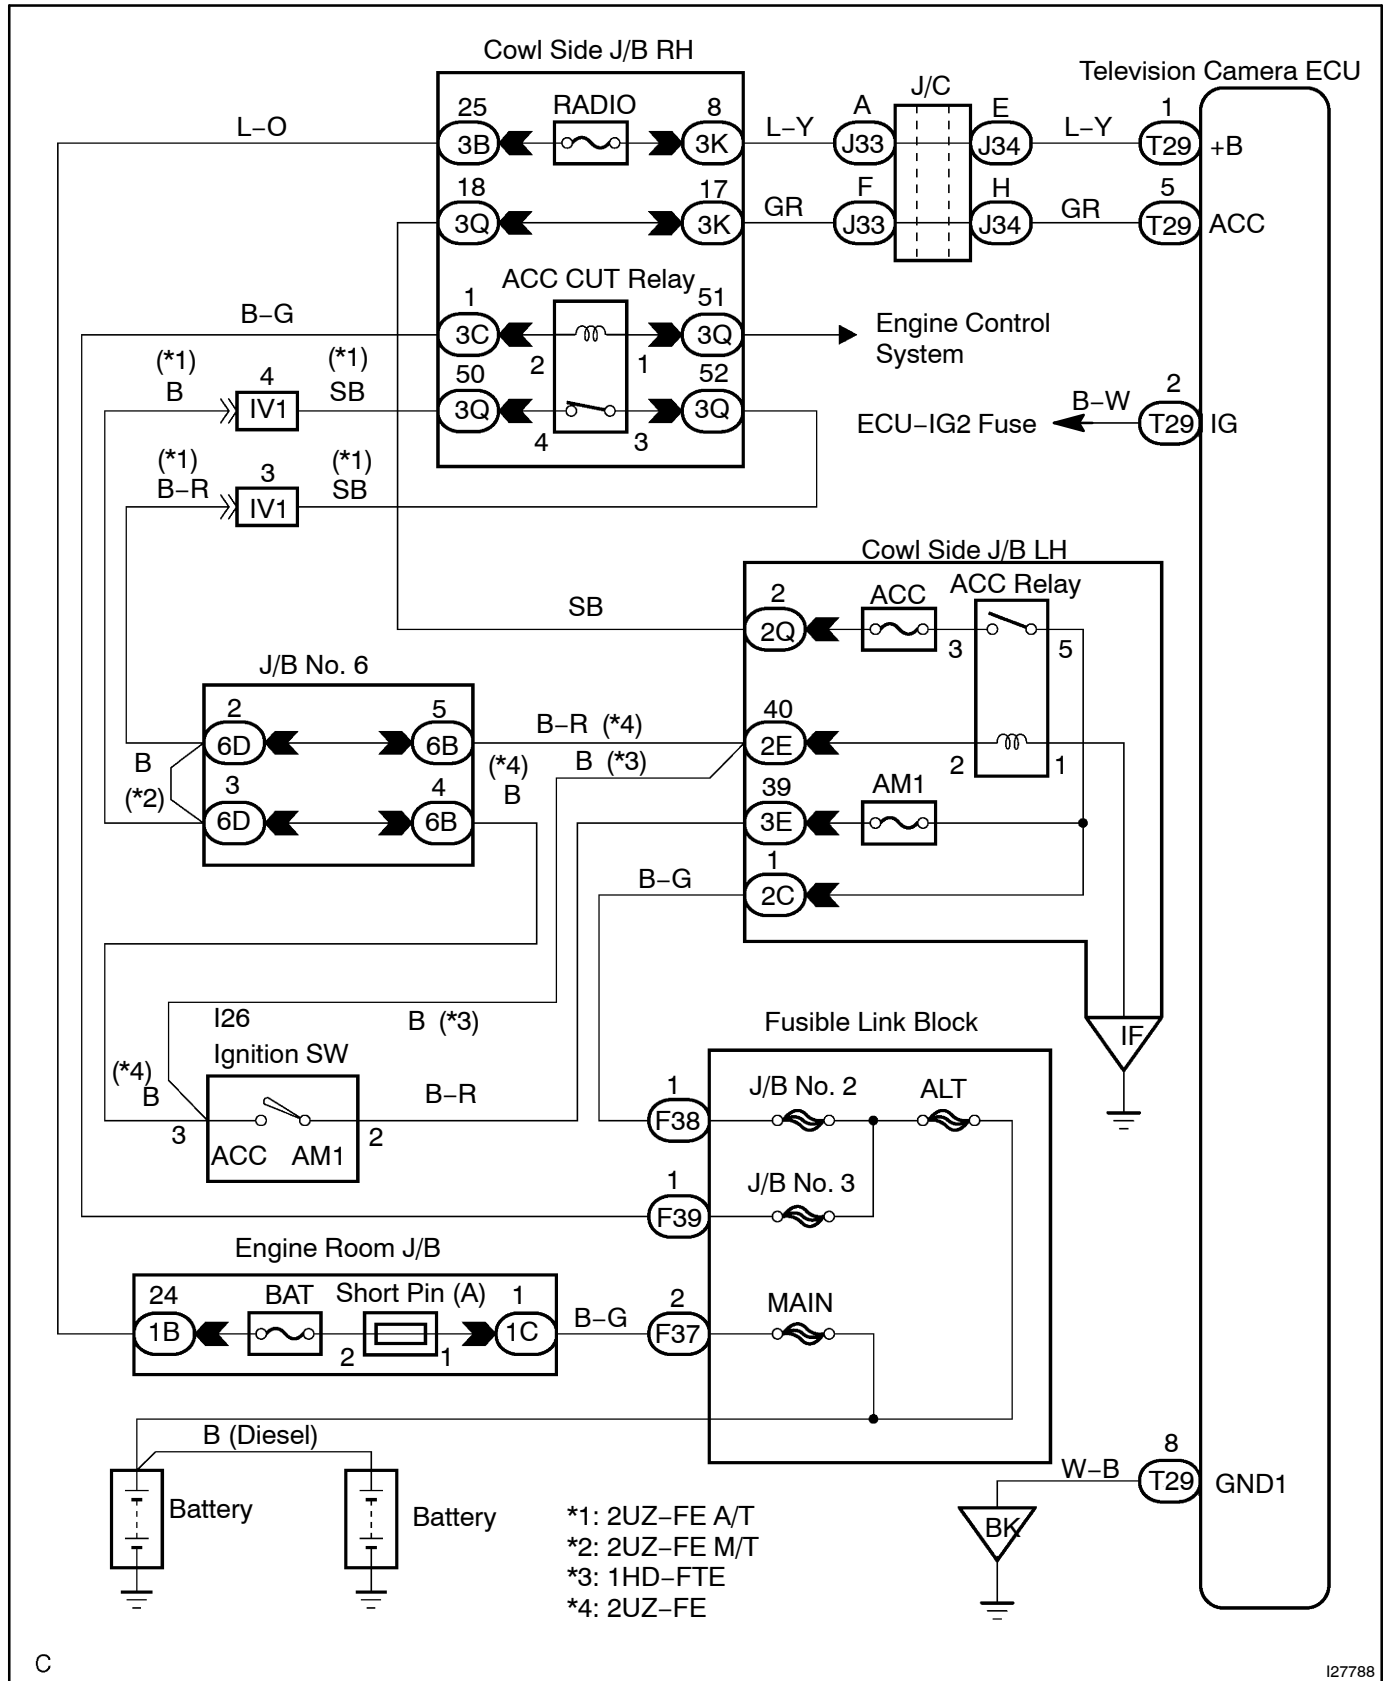 Cowl Side J/B RH
Television Camera ECU
J/C
25
RADIO
8
A
E
1
L−O
3B
3K
L−Y
J33
J34
L−Y
T29
+B
18
17
F
H
5
3Q
3K
GR
J33
J34
GR
T29
ACC
ACC CUT Relay
1
51
B−G
3C
2
1
3Q
Engine Control
System
(*1)
B
4
IV1
(*1)
SB
50
3Q
4
3
52
3Q
2
B−W
ECU−IG2 Fuse
T29
IG
(*1)
B−R
3
IV1
(*1)
SB
Cowl Side J/B LH
ACC Relay
2
ACC
SB
2Q
3
5
J/B No. 6
2
5
B−R (*4)
40
6D
6B
2E
B
(*4)
B
B (*3)
2
1
(*2)
3
4
39
AM1
6D
6B
3E
1
B−G
2C
I26
B (*3)
Fusible Link Block
IF
Ignition SW
(*4)
B
B−R
1
J/B No. 2
ALT
F38
3
2
ACC AM1
1
J/B No. 3
F39
Engine Room J/B
24
BAT
Short Pin (A)
1
2
MAIN
1B
2
1
1C
B−G
F37
B (Diesel)
8
W−B
T29
GND1
Battery
Battery
BK
*1: 2UZ−FE A/T
*2: 2UZ−FE M/T
*3: 1HD−FTE
*4: 2UZ−FE
C
I27788